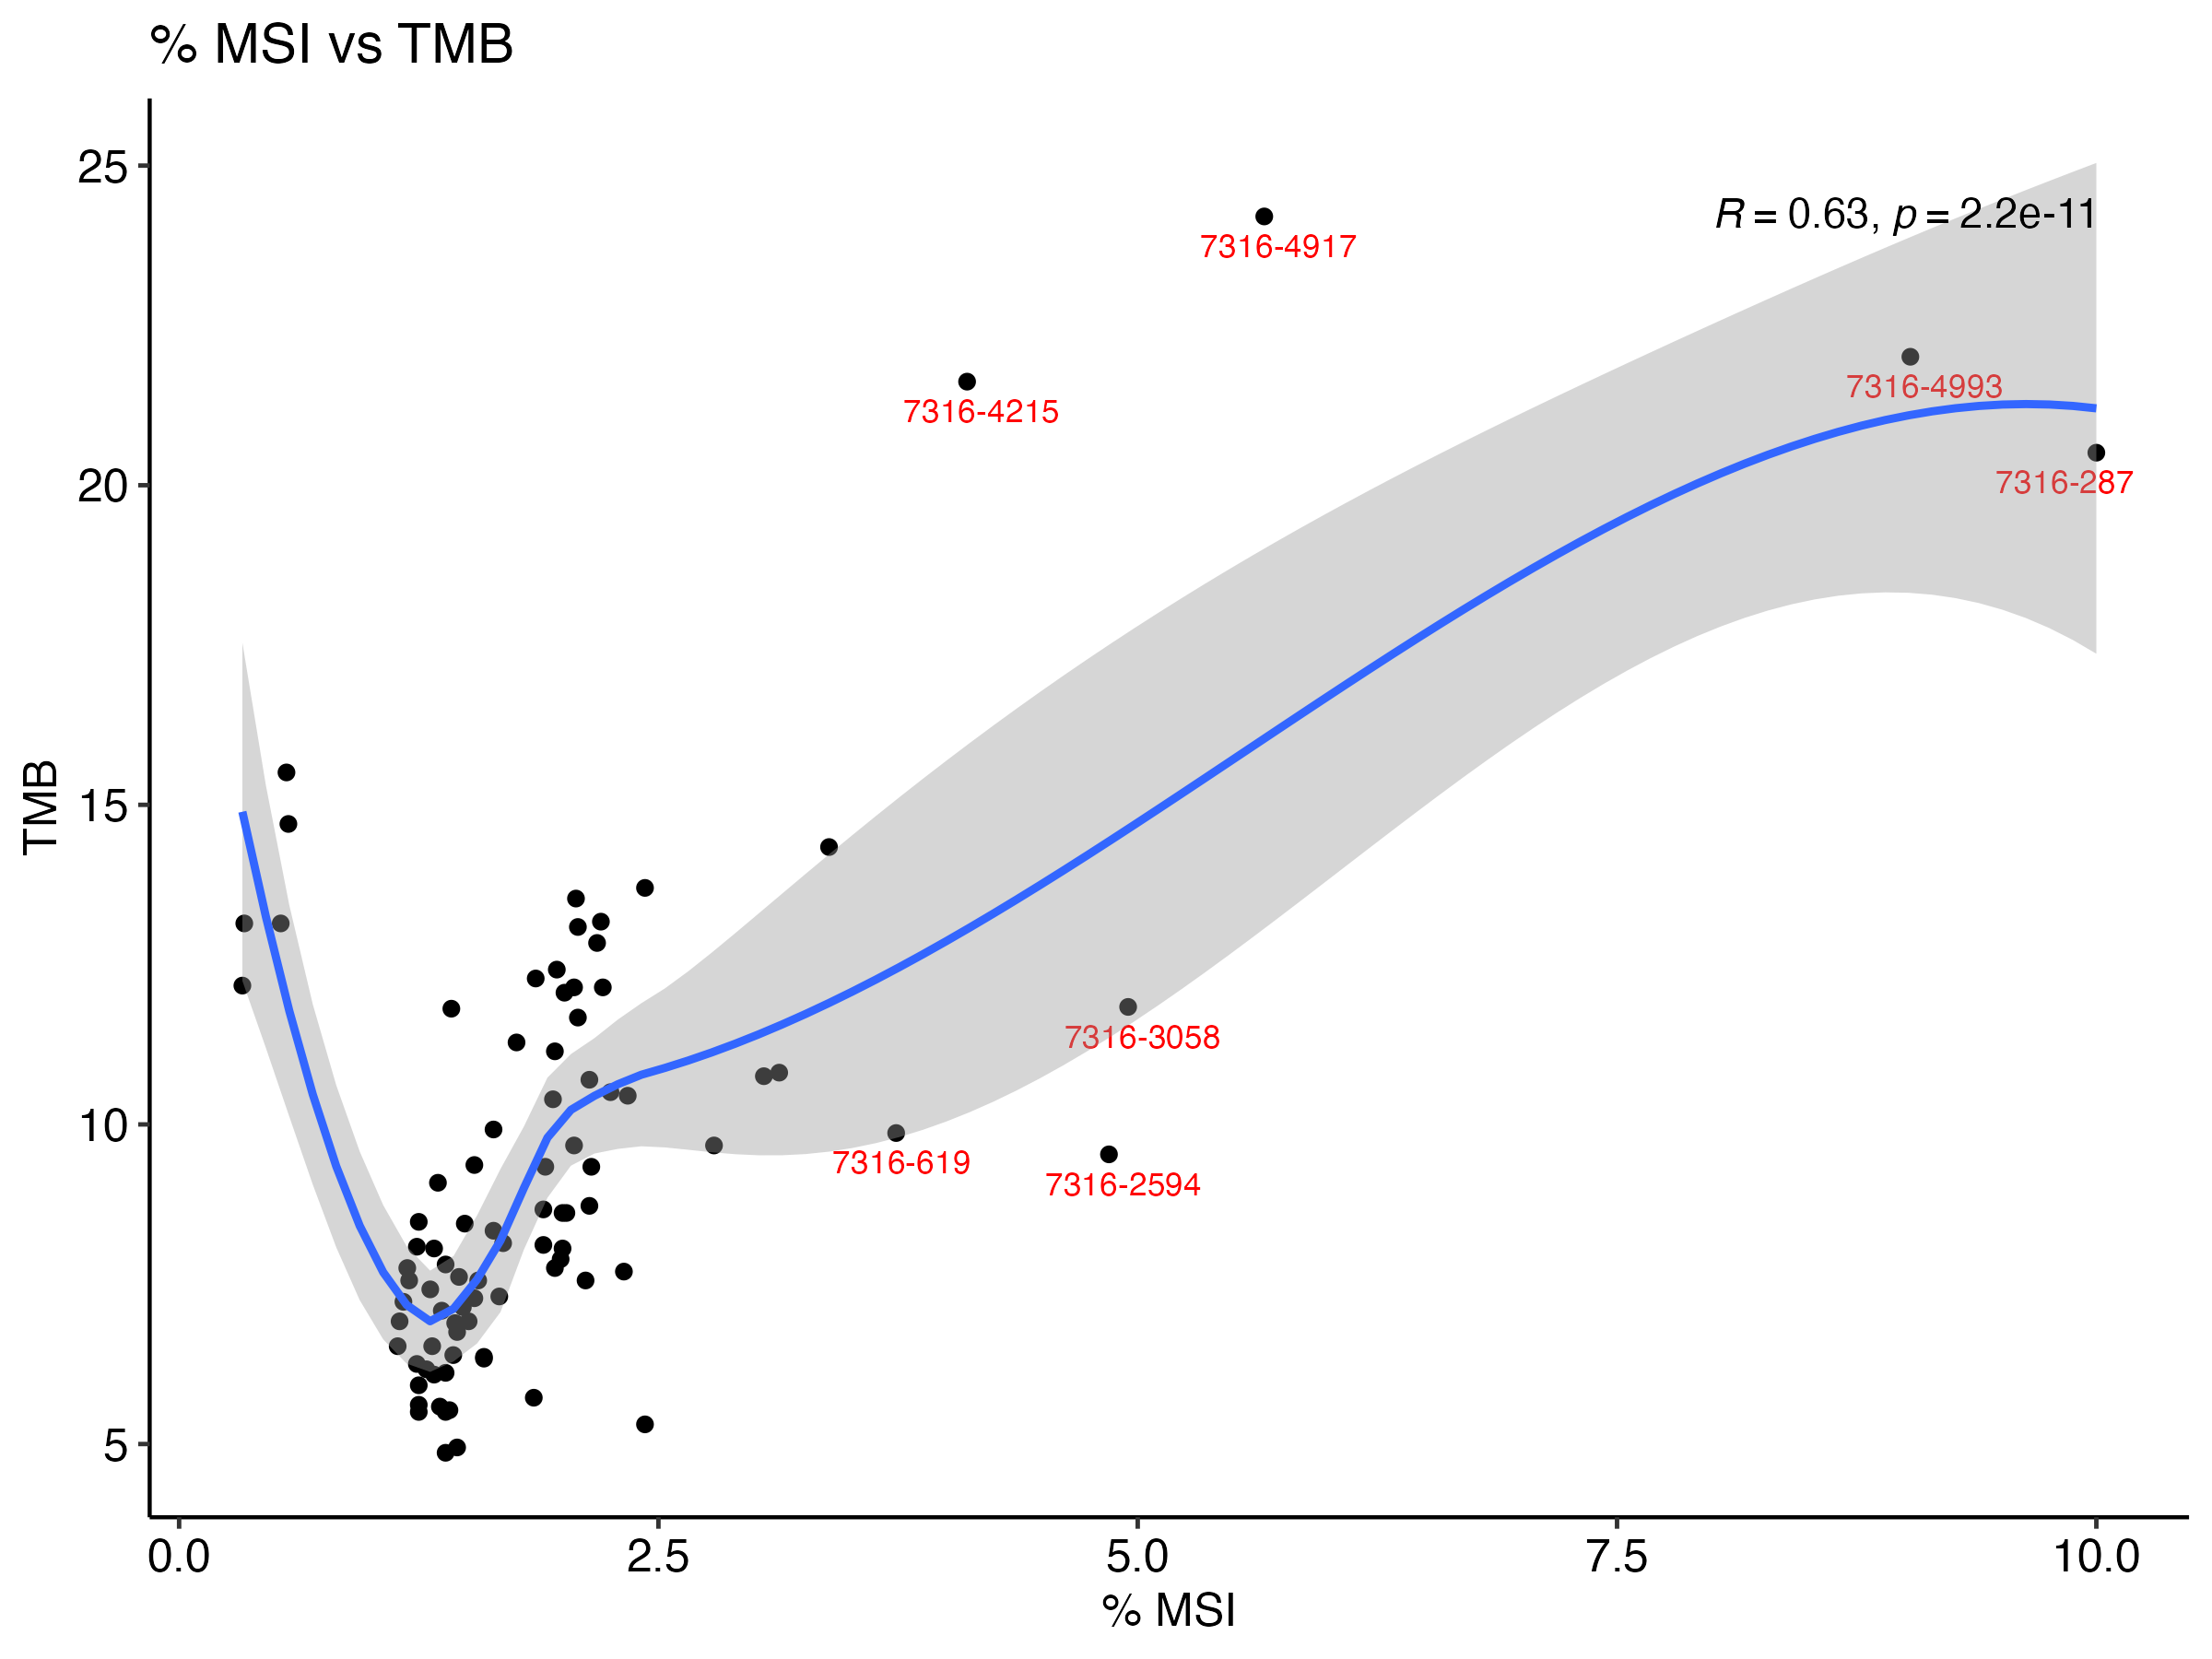 % MSI vs TMB
25
R = 0.63, p = 2.2e-11
7316-4917
7316-4993
7316-4215
20
7316-287
TMB
15
7316-3058
10
7316-619
7316-2594
5
0.0 2.5 5.0 7.5 10.0
% MSI